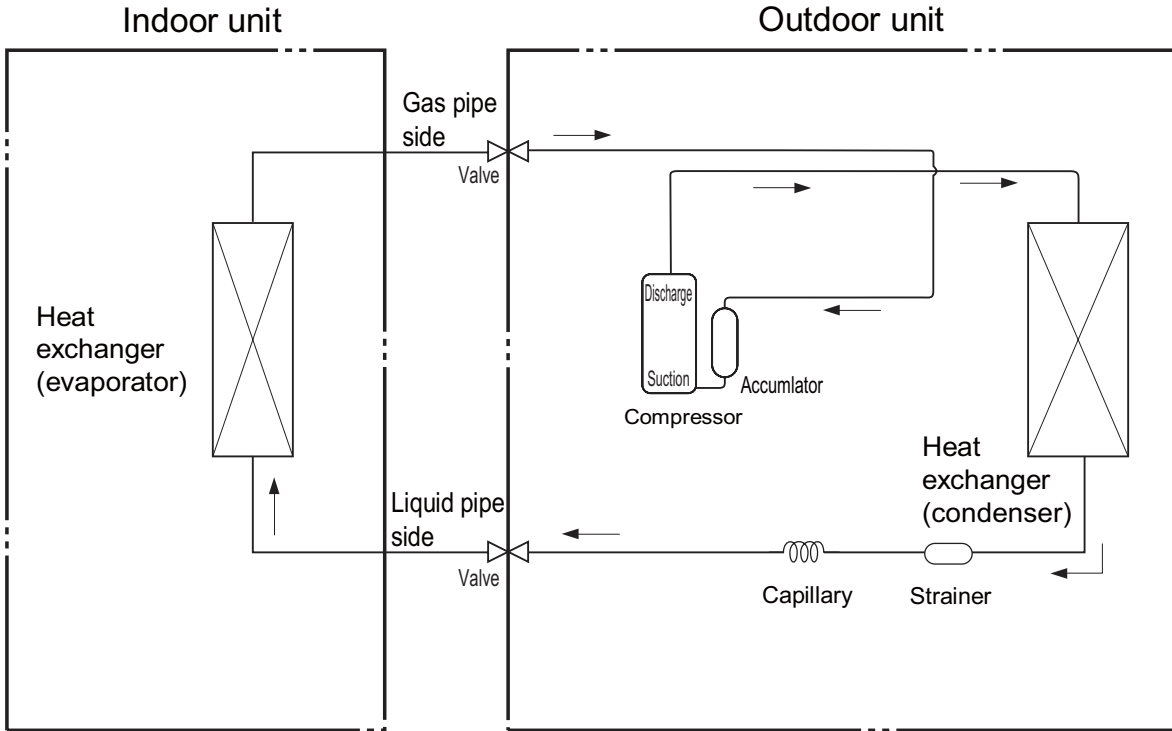 Indoor unit
Outdoor unit
Gas pipe
side
Valve
Heat
exchanger
(evaporator)
Discharge
Suction
Accumlator
Compressor
Heat
exchanger
(condenser)
Liquid pipe
side
Valve
Capillary
Strainer